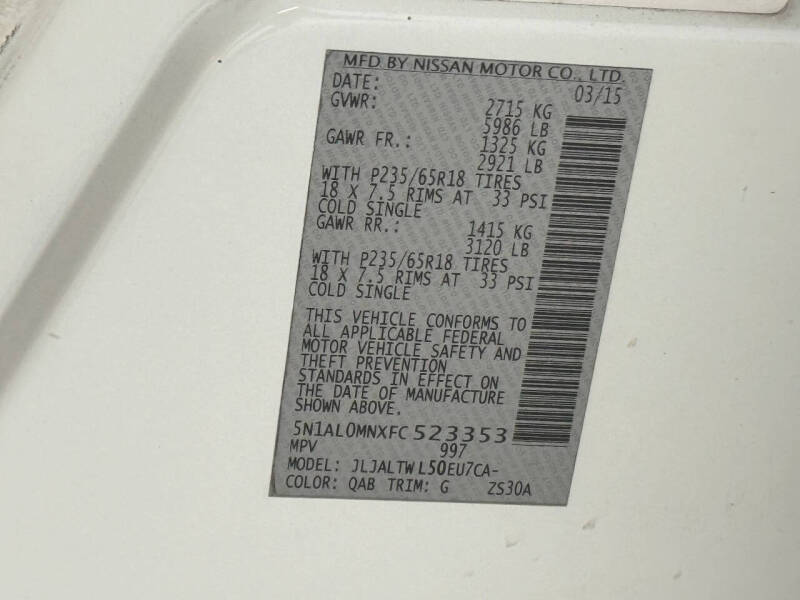 MFD BY NISSAN MOTOR CO., LTD.
DATE: 03/15
GVWR: 2715 KG
5986 LB
GAWR FR.: 1325 KG
2921 LB
WITH P235/65R18 TIRES
18 X 7.5 RIMS AT 33 PSI
COLD SINGLE
GAWR RR.: 1415 KG
3120 LB
WITH P235/65R18 TIRES
18 X 7.5 RIMS AT 33 PSI
COLD SINGLE
THIS VEHICLE CONFORMS TO
ALL APPLICABLE FEDERAL
MOTOR VEHICLE SAFETY AND
THEFT PREVENTION
STANDARDS IN EFFECT ON
THE DATE OF MANUFACTURE
SHOWN ABOVE.
5N1AL0MNXFC523353
MPV 997
MODEL: JLJALTWL50EU7CA-
COLOR: QAB TRIM: G ZS30A